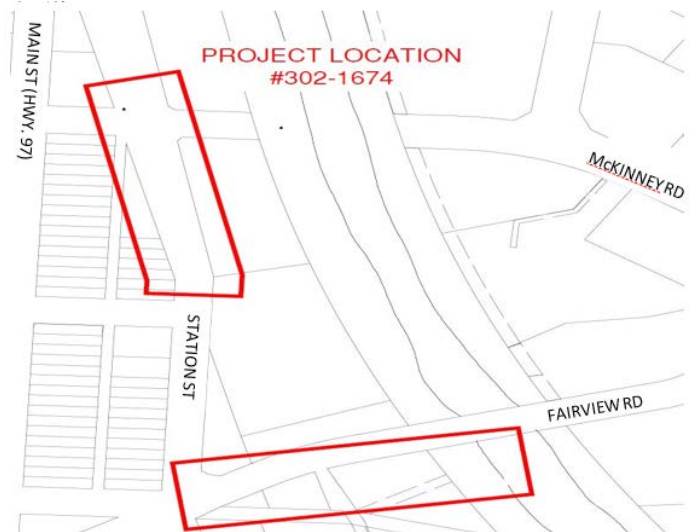 PROJECT LOCATION
#302-1674
MAIN ST (HWY. 97)
McKINNEY RD
STATION ST
FAIRVIEW RD